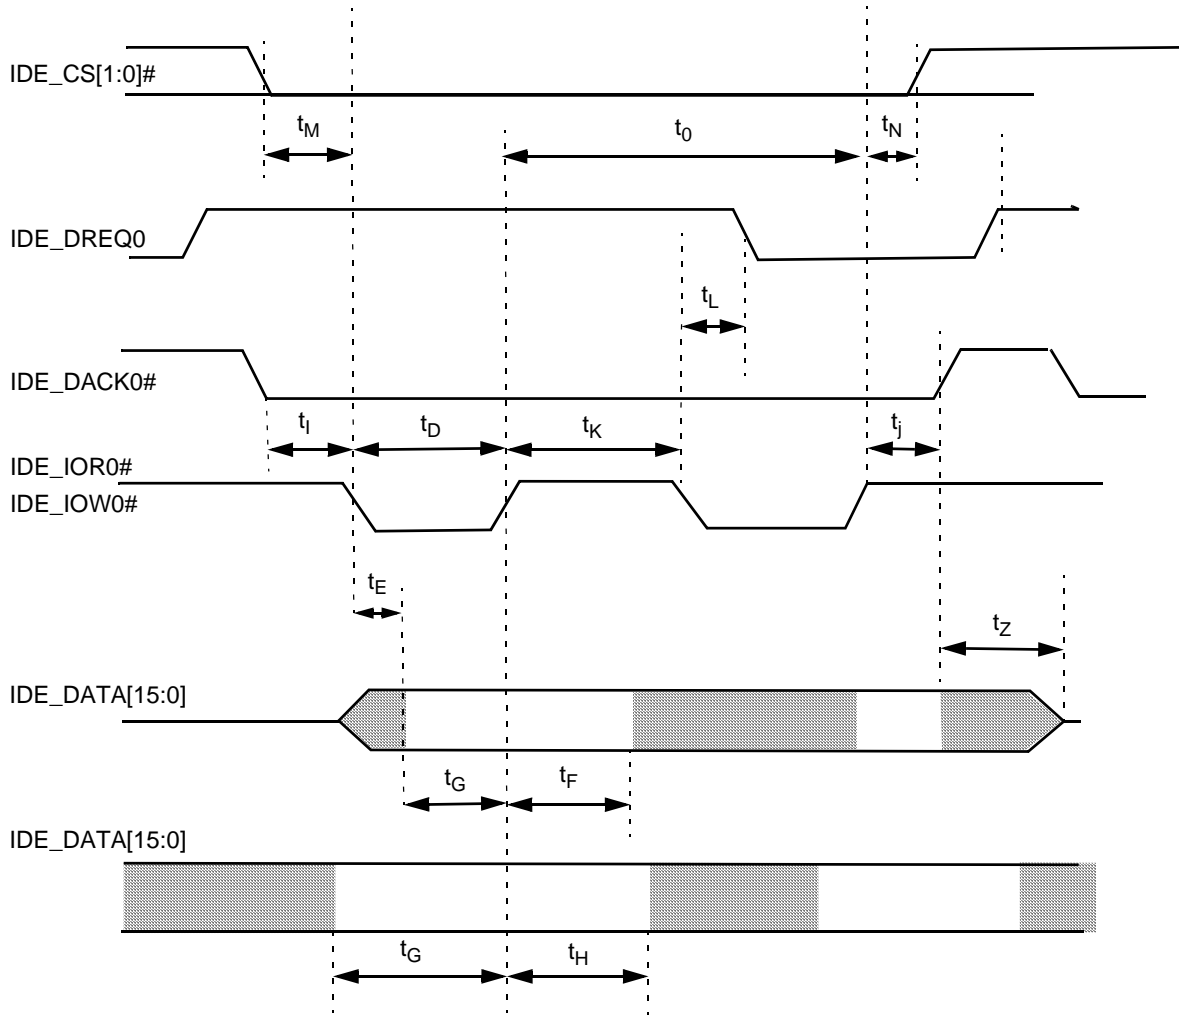 IDE_CS[1:0]#
tM
t0
tN
IDE_DREQ0
tL
IDE_DACK0#
tI
tD
tK
tj
IDE_IOR0#
IDE_IOW0#
tE
tZ
IDE_DATA[15:0]
tG
tF
IDE_DATA[15:0]
tG
tH